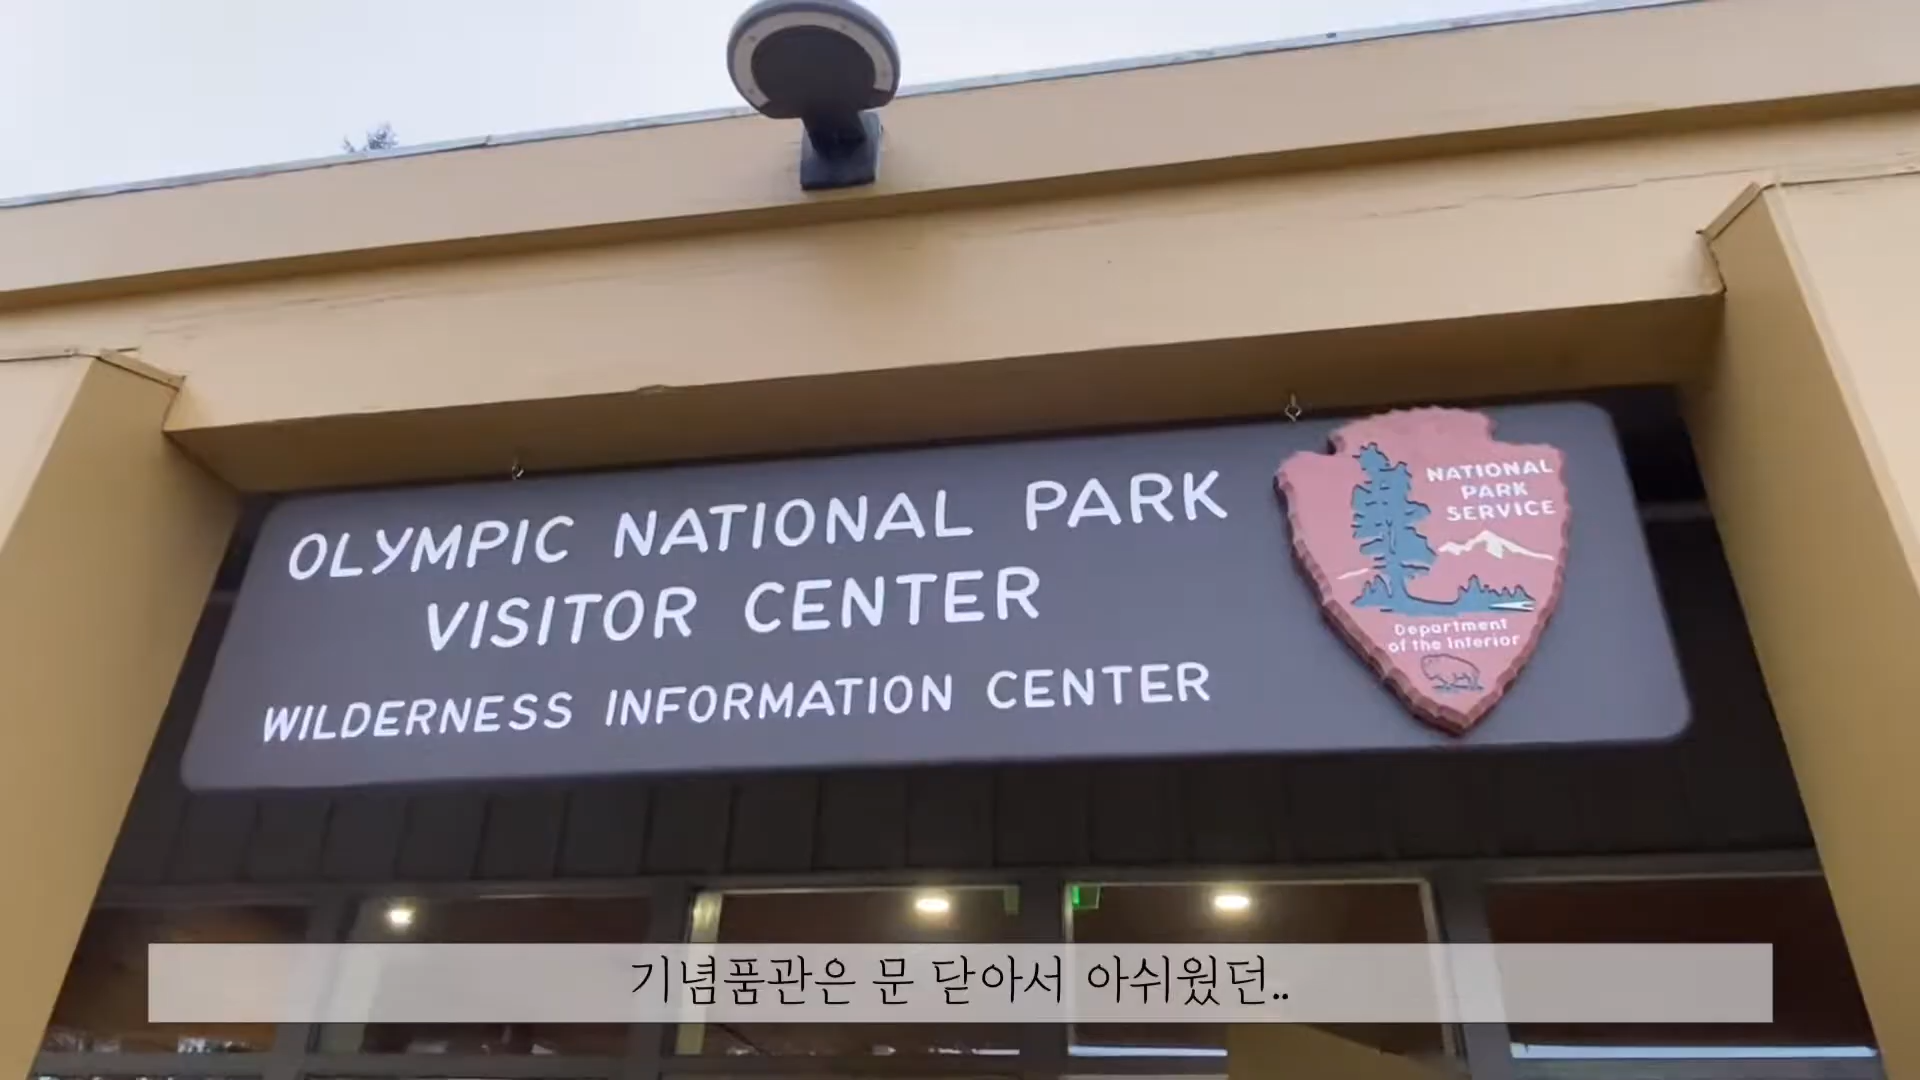 OLYMPIC NATIONAL PARK
VISITOR CENTER
WILDERNESS INFORMATION CENTER
NATIONAL
PARK
SERVICE
Department
of the Interior
기념품관은 문 닫아서 아쉬웠던..